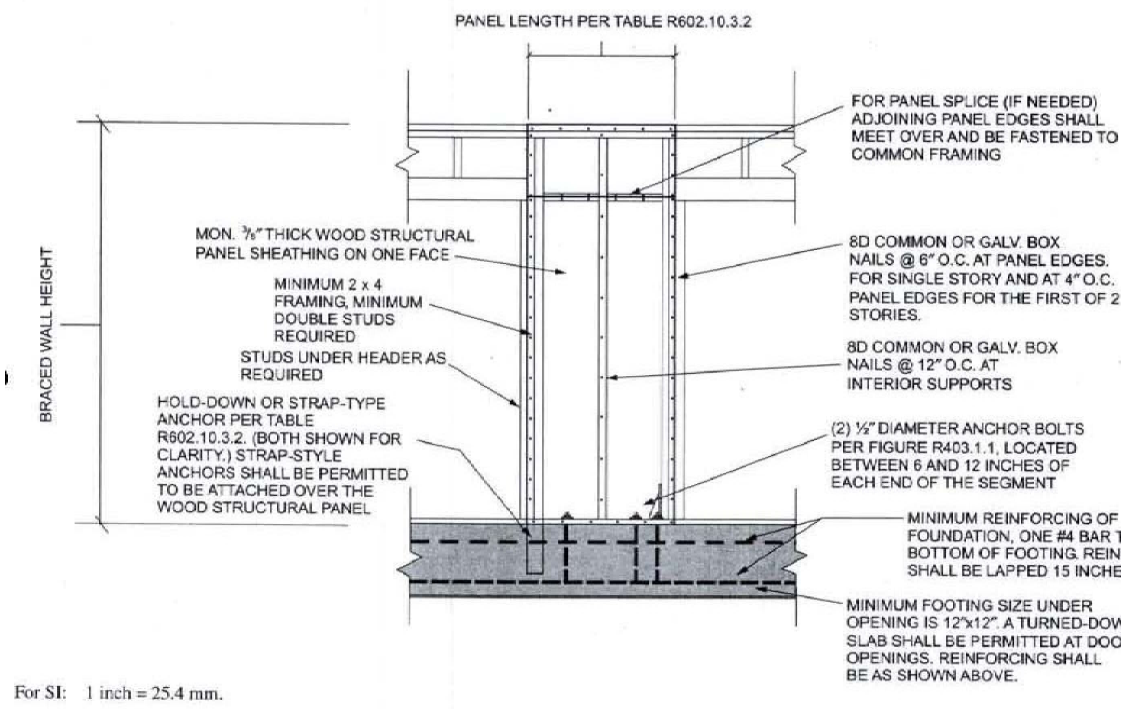 PANEL LENGTH PER TABLE R602.10.3.2
FOR PANEL SPLICE (IF NEEDED)
ADJOINING PANEL EDGES SHALL
MEET OVER AND BE FASTENED TO
COMMON FRAMING
MON. 3/8" THICK WOOD STRUCTURAL
PANEL SHEATHING ON ONE FACE
8D COMMON OR GALV. BOX
NAILS @ 6" O.C. AT PANEL EDGES.
FOR SINGLE STORY AND AT 4" O.C.
PANEL EDGES FOR THE FIRST OF 2
STORIES.
MINIMUM 2 x 4
FRAMING, MINIMUM
DOUBLE STUDS
REQUIRED
BRACED WALL HEIGHT
STUDS UNDER HEADER AS
REQUIRED
8D COMMON OR GALV. BOX
NAILS @ 12" O.C. AT
INTERIOR SUPPORTS
HOLD-DOWN OR STRAP-TYPE
ANCHOR PER TABLE
R602.10.3.2. (BOTH SHOWN FOR
CLARITY.) STRAP-STYLE
ANCHORS SHALL BE PERMITTED
TO BE ATTACHED OVER THE
WOOD STRUCTURAL PANEL
(2) ½" DIAMETER ANCHOR BOLTS
PER FIGURE R403.1.1, LOCATED
BETWEEN 6 AND 12 INCHES OF
EACH END OF THE SEGMENT
MINIMUM REINFORCING OF
FOUNDATION, ONE #4 BAR T
BOTTOM OF FOOTING. REIN
SHALL BE LAPPED 15 INCHE
MINIMUM FOOTING SIZE UNDER
OPENING IS 12"x12". A TURNED-DOW
SLAB SHALL BE PERMITTED AT DOO
OPENINGS. REINFORCING SHALL
BE AS SHOWN ABOVE.
For SI: 1 inch = 25.4 mm.